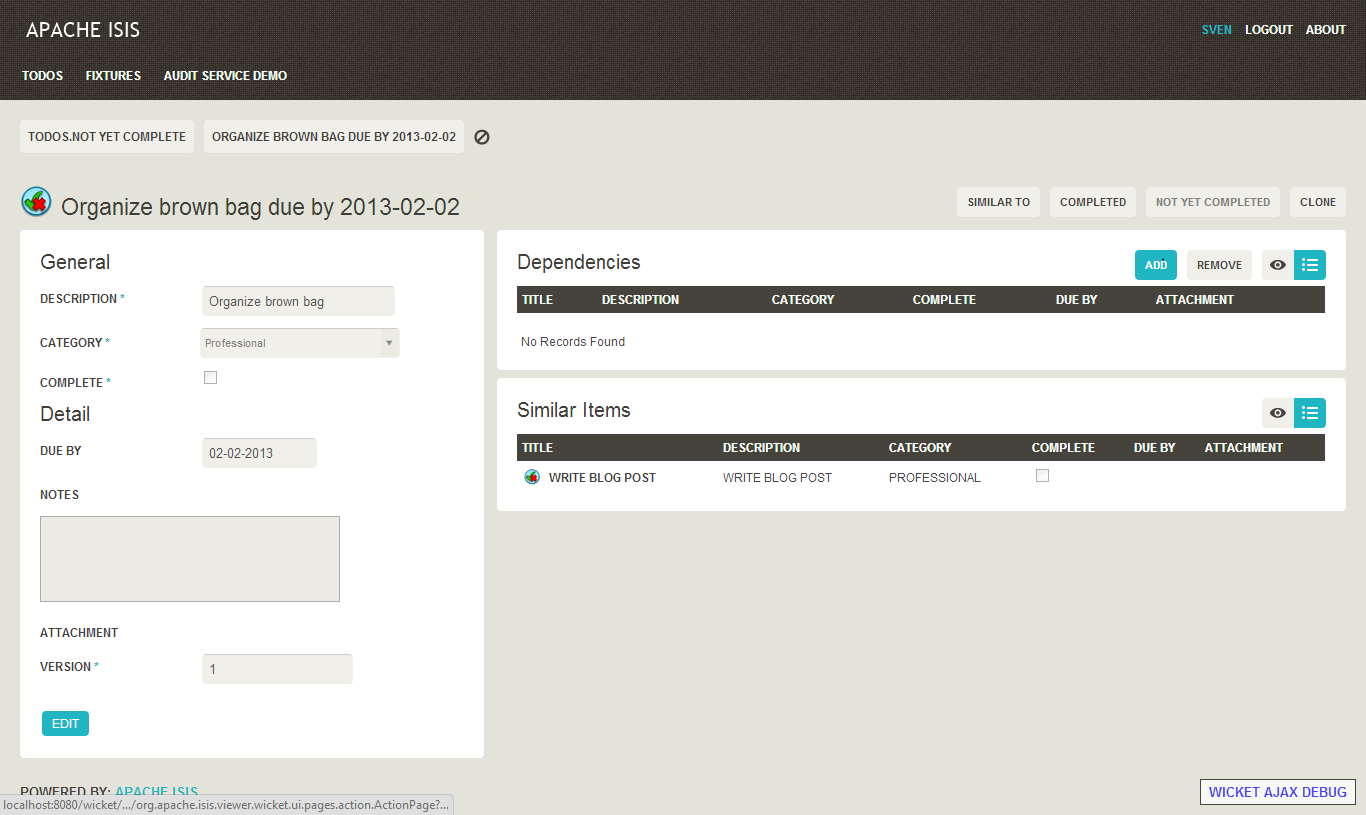 APACHE ISIS
SVEN LOGOUT ABOUT
TODOS FIXTURES AUDIT SERVICE DEMO
TODOS.NOT YET COMPLETE ORGANIZE BROWN BAG DUE BY 2013-02-02
Organize brown bag due by 2013-02-02
SIMILAR TO COMPLETED NOT YET COMPLETED CLONE
General
DESCRIPTION * Organize brown bag
CATEGORY * Professional
COMPLETE *
Detail
DUE BY 02-02-2013
NOTES
ATTACHMENT
VERSION * 1
EDIT
Dependencies
ADD REMOVE
TITLE DESCRIPTION CATEGORY COMPLETE DUE BY ATTACHMENT
No Records Found
Similar Items
TITLE DESCRIPTION CATEGORY COMPLETE DUE BY ATTACHMENT
WRITE BLOG POST WRITE BLOG POST PROFESSIONAL
POWERED BY: APACHE ISIS
localhost:8080/wicket/.../org.apache.isis.viewer.wicket.ui.pages.action.ActionPage?...
WICKET AJAX DEBUG